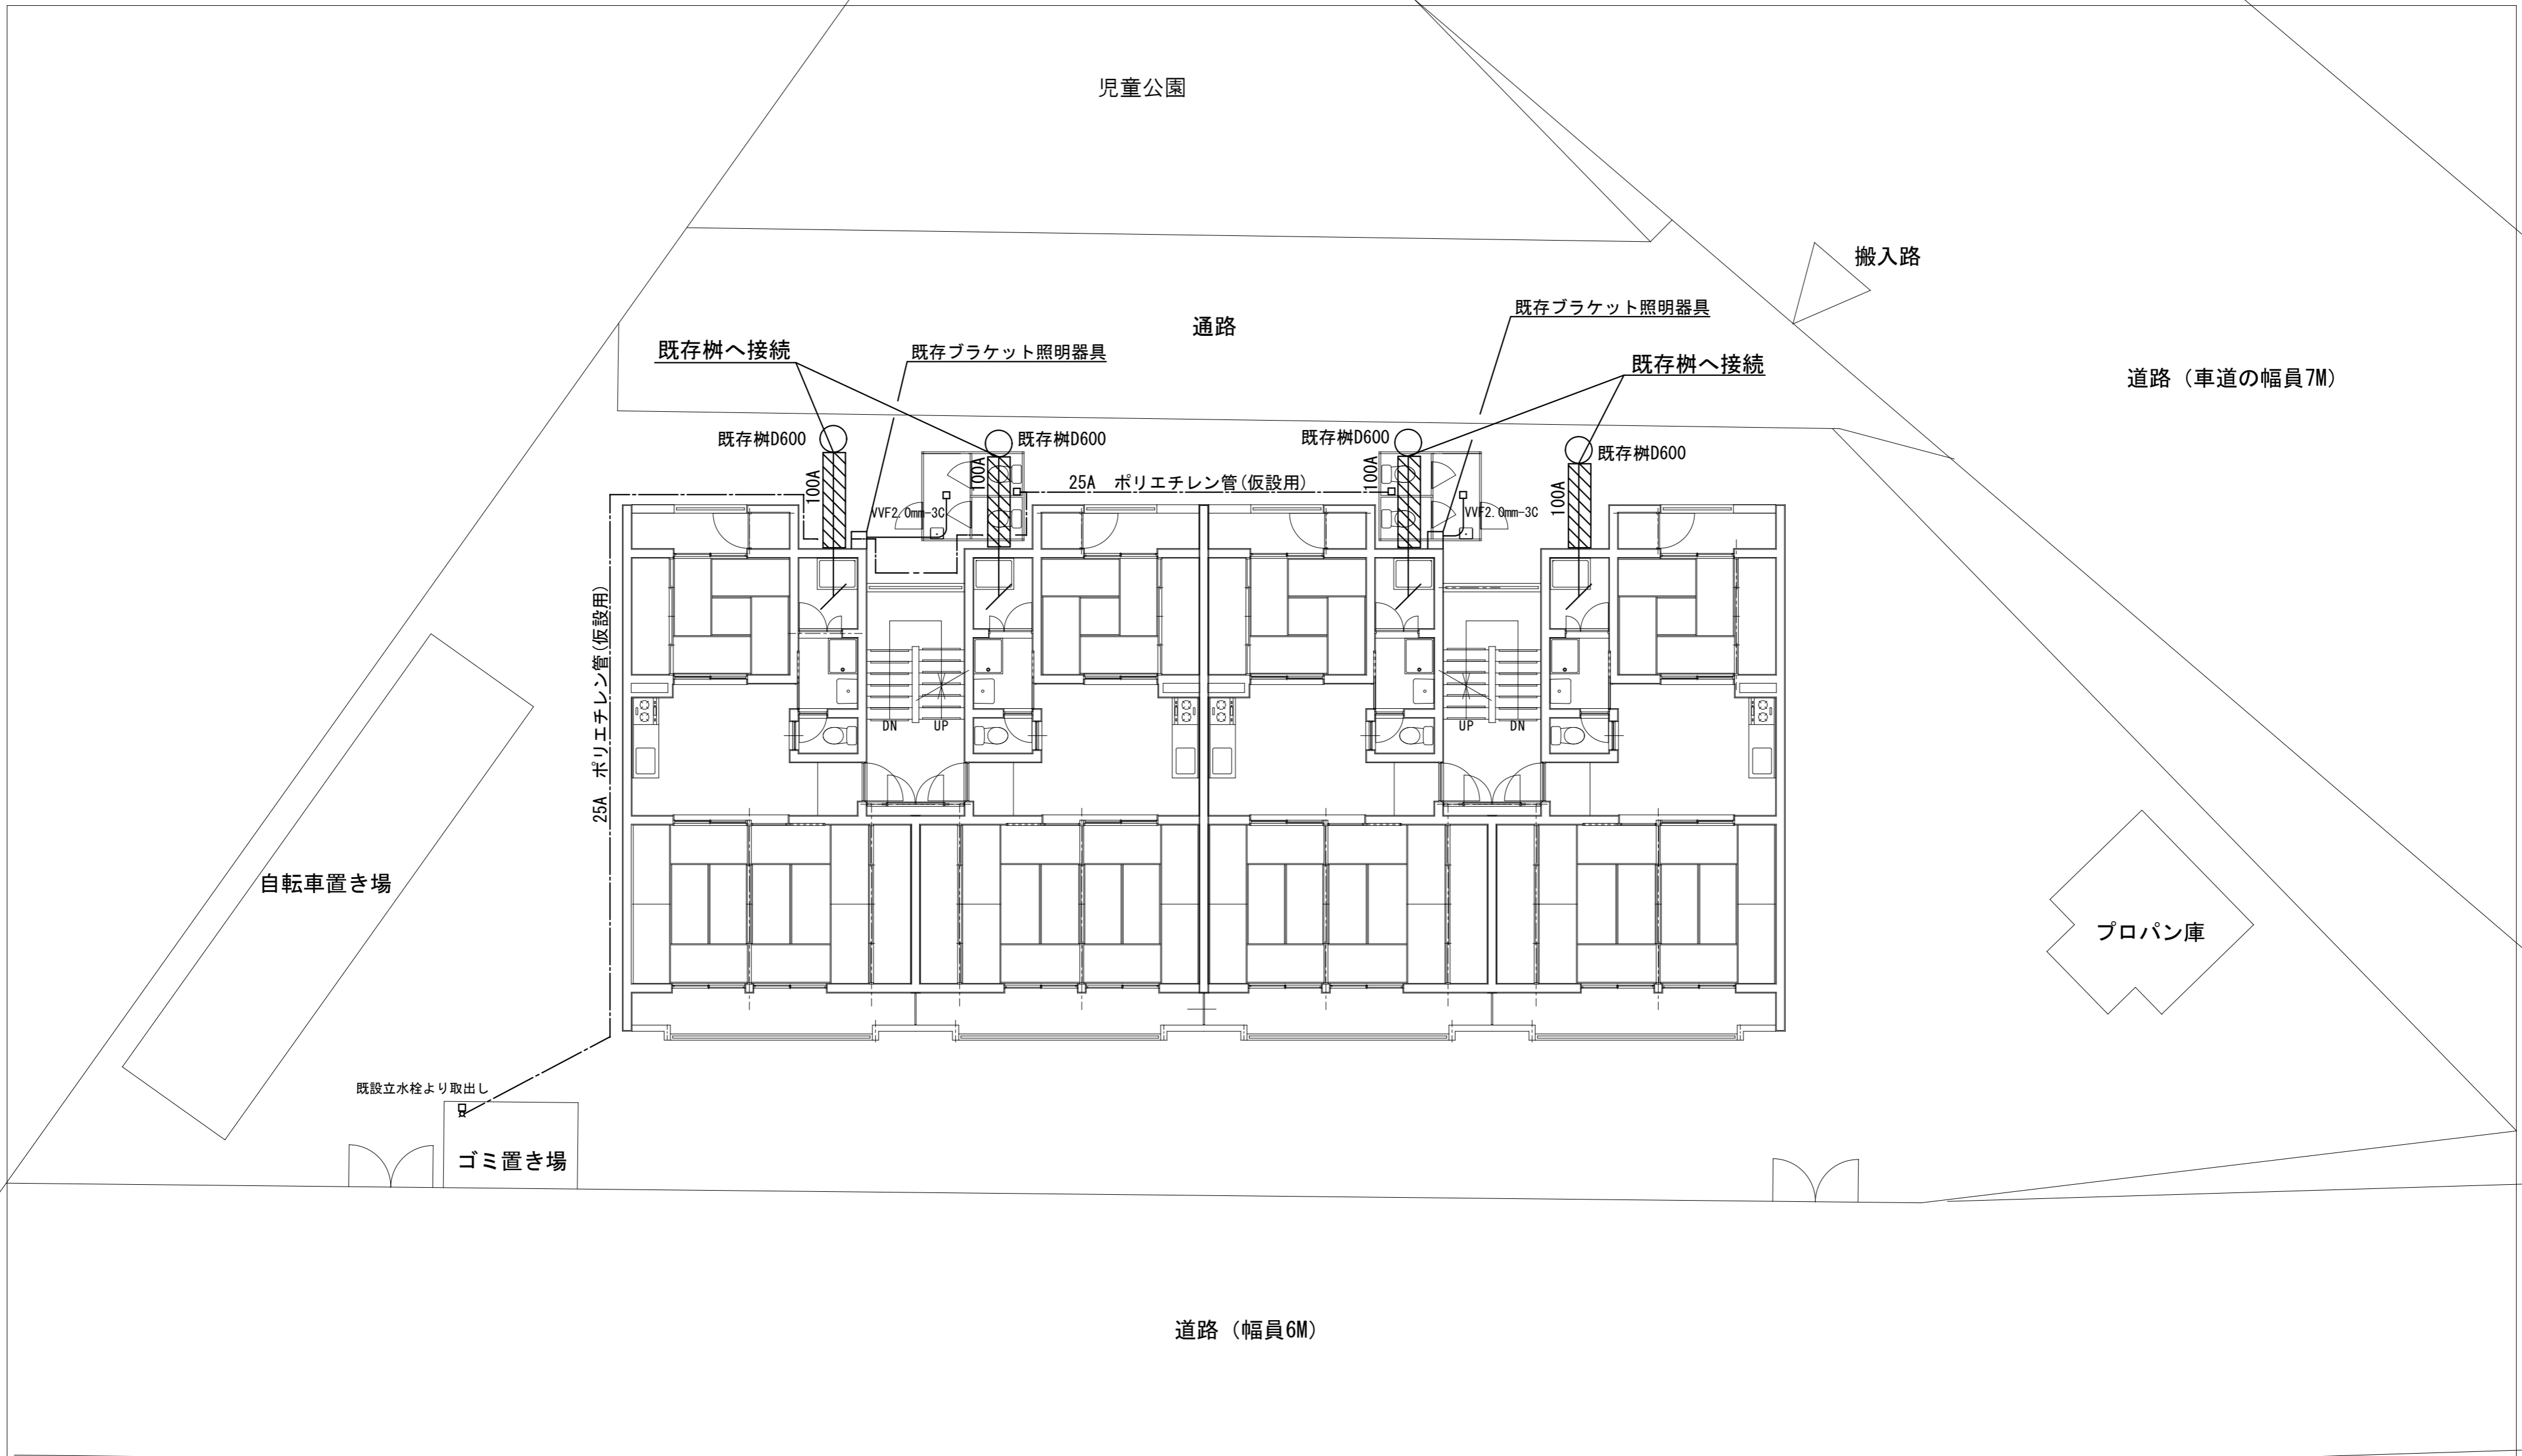 児童公園
搬入路
既存ブラケット照明器具
通路
既存桝へ接続
既存ブラケット照明器具
既存桝へ接続
道路（車道の幅員7M）
既存桝D600
既存桝D600
既存桝D600
既存桝D600
100A
100A
25A　ポリエチレン管(仮設用)
100A
100A
VVF2.0mm-3C
VVF2.0mm-3C
25A　ポリエチレン管(仮設用)
DN
UP
UP
DN
自転車置き場
プロパン庫
既設立水栓より取出し
ゴミ置き場
道路（幅員6M）